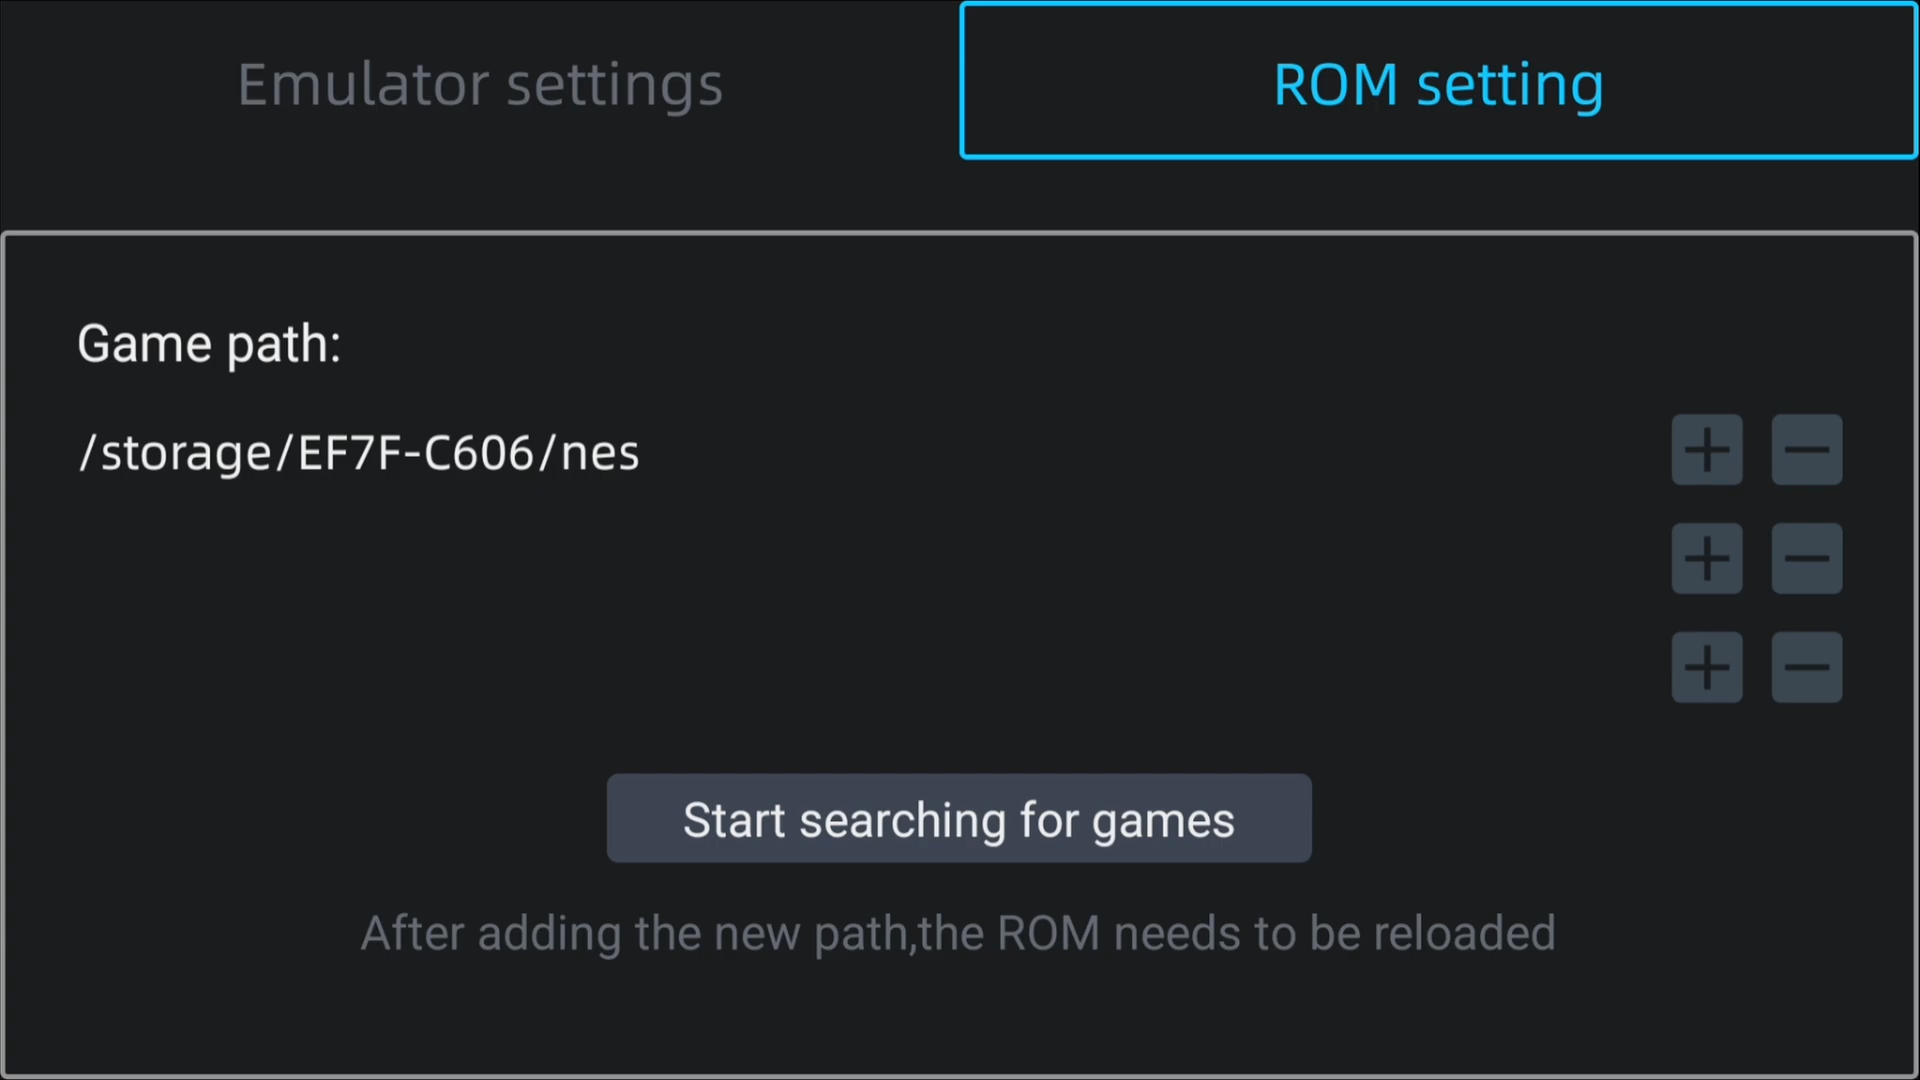 Emulator settings
ROM setting
Game path:
/storage/EF7F-C606/nes
Start searching for games
After adding the new path,the ROM needs to be reloaded